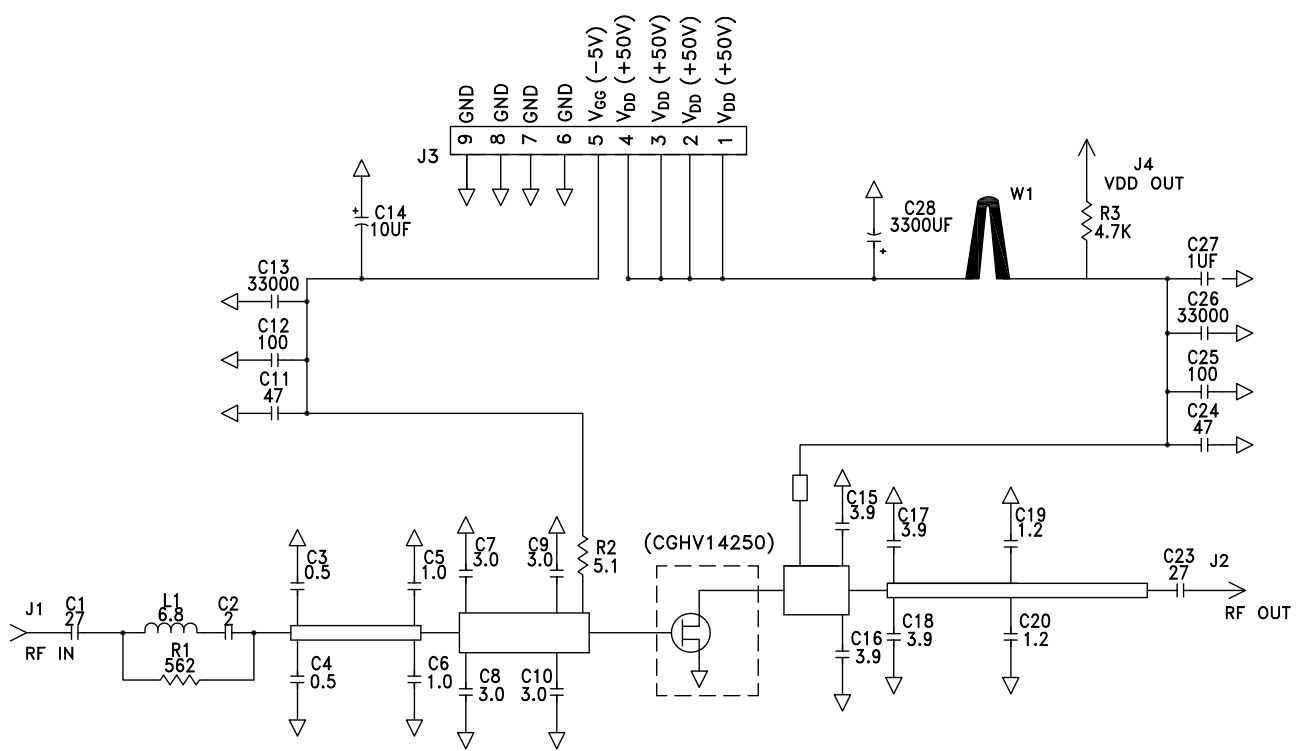 GND
GND
GND
GND
VGG (-5V)
VDD (+50V)
VDD (+50V)
VDD (+50V)
VDD (+50V)
J3
9
8
7
6
5
4
3
2
1
C14
10UF
C28
3300UF
+
+
W1
J4
VDD OUT
R3
4.7K
C13
33000
C12
100
C11
47
C27
1UF
C26
33000
C25
100
C24
47
C3
0.5
C5
1.0
C7
3.0
C9
3.0
R2
5.1
(CGHV14250)
C15
3.9
C17
3.9
C19
1.2
C23
27
J2
RF OUT
J1
RF IN
C1
27
L1
6.8
C2
2
R1
562
C4
0.5
C6
1.0
C8
3.0
C10
3.0
C16
3.9
C18
3.9
C20
1.2